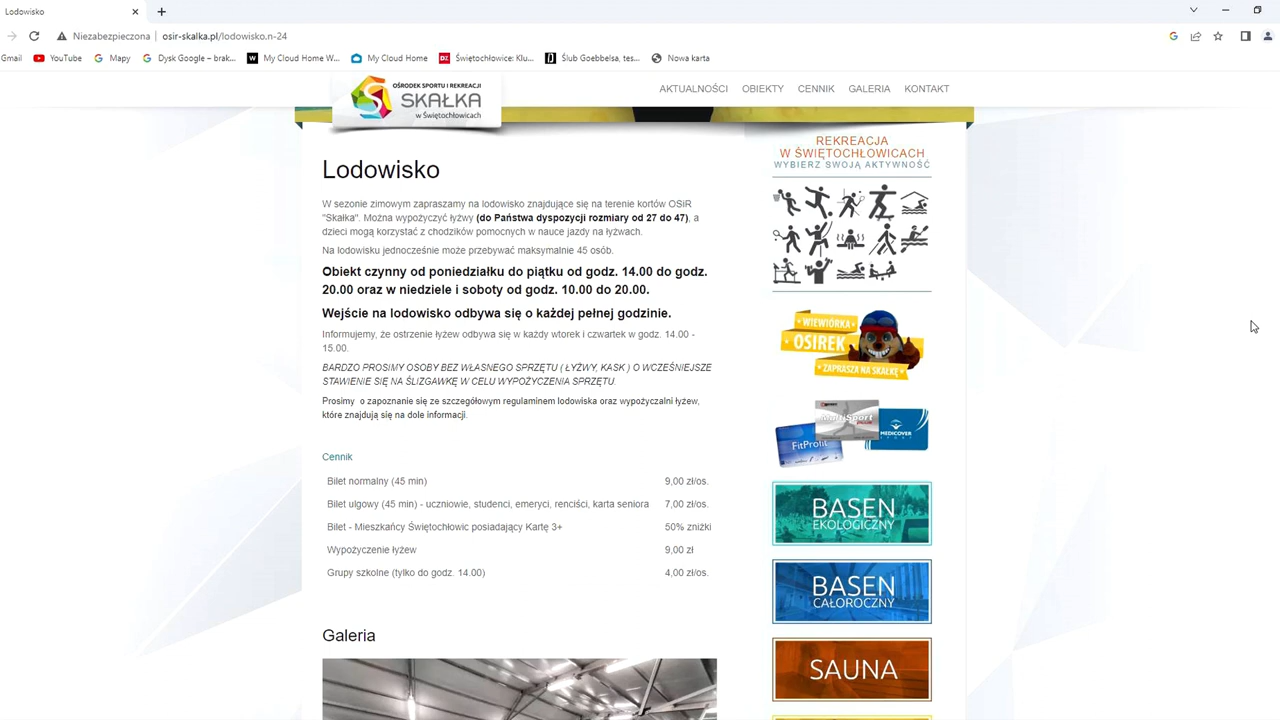 Lodowisko
Niezabezpieczona
osir-skalka.pl/lodowisko.n-24
Gmail
YouTube
Mapy
Dysk Google – brak...
My Cloud Home W...
My Cloud Home
Świętochłowice: Klu...
Ślub Goebbelsa, tes...
Nowa karta
OŚRODEK SPORTU I REKREACJI
SKAŁKA
w Świętochłowicach
AKTUALNOŚCI
OBIEKTY
CENNIK
GALERIA
KONTAKT
Lodowisko
W sezonie zimowym zapraszamy na lodowisko znajdujące się na terenie kortów OSiR
"Skałka". Można wypożyczyć łyżwy (do Państwa dyspozycji rozmiary od 27 do 47), a
dzieci mogą korzystać z chodzików pomocnych w nauce jazdy na łyżwach.
Na lodowisku jednocześnie może przebywać maksymalnie 45 osób.
Obiekt czynny od poniedziałku do piątku od godz. 14.00 do godz.
20.00 oraz w niedziele i soboty od godz. 10.00 do 20.00.
Wejście na lodowisko odbywa się o każdej pełnej godzinie.
Informujemy, że ostrzenie łyżew odbywa się w każdy wtorek i czwartek w godz. 14.00 -
15.00.
BARDZO PROSIMY OSOBY BEZ WŁASNEGO SPRZĘTU ( ŁYŻWY, KASK ) O WCZEŚNIEJSZE
STAWIENIE SIĘ NA ŚLIZGAWKĘ W CELU WYPOŻYCZENIA SPRZĘTU.
Prosimy o zapoznanie się ze szczegółowym regulaminem lodowiska oraz wypożyczalni łyżew,
które znajdują się na dole informacji.
Cennik
Bilet normalny (45 min) 9,00 zł/os.
Bilet ulgowy (45 min) - uczniowie, studenci, emeryci, renciści, karta seniora 7,00 zł/os.
Bilet - Mieszkańcy Świętochłowic posiadający Kartę 3+ 50% zniżki
Wypożyczenie łyżew 9,00 zł
Grupy szkolne (tylko do godz. 14.00) 4,00 zł/os.
Galeria
REKREACJA
W ŚWIĘTOCHŁOWICACH
WYBIERZ SWOJĄ AKTYWNOŚĆ
WIEWIÓRKA
OSIREK
ZAPRASZA NA SKAŁKĘ
MultiSport
FitProfit
MEDICOVER
SPORT
BASEN
EKOLOGICZNY
BASEN
CAŁOROCZNY
SAUNA